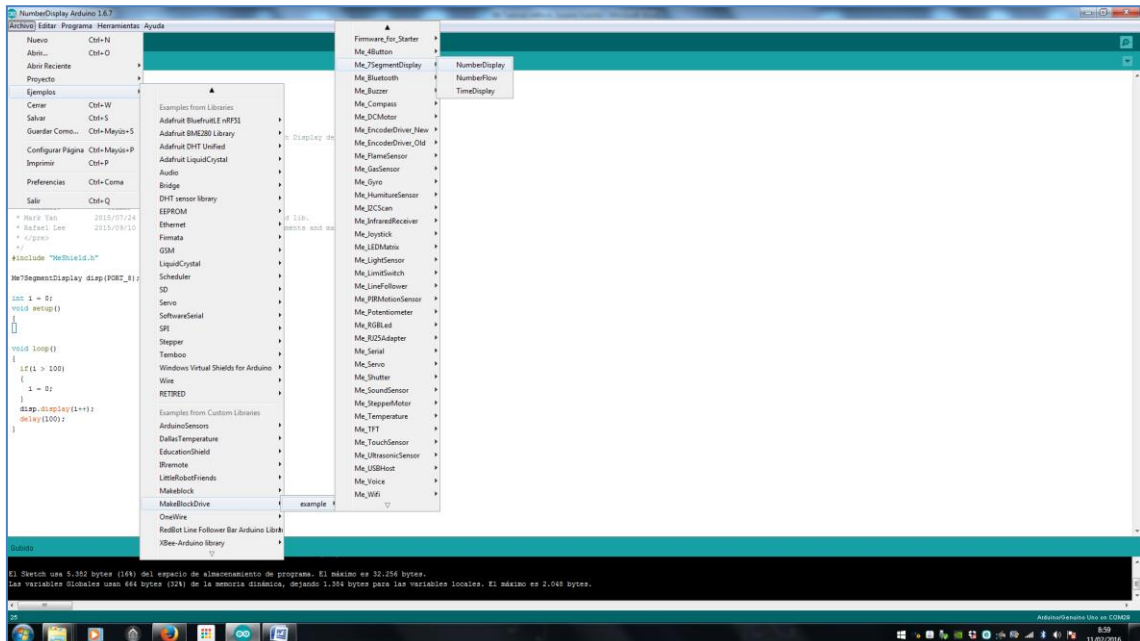 NumberDisplay Arduino 1.6.7
Archivo Editar Programa Herramientas Ayuda
Nuevo Ctrl+N
Abrir... Ctrl+O
Abrir Reciente
Proyecto
Ejemplos
Cerrar Ctrl+W
Salvar Ctrl+S
Guardar Como... Ctrl+Mayús+S
Configurar Página Ctrl+Mayús+P
Imprimir Ctrl+P
Preferencias Ctrl+Coma
Salir Ctrl+Q
Examples from Libraries
Adafruit BluefruitLE nRF51
Adafruit BME280 Library
Adafruit DHT Unified
Adafruit LiquidCrystal
Audio
Bridge
DHT sensor library
EEPROM
Ethernet
Firmata
GSM
LiquidCrystal
Scheduler
SD
Servo
SoftwareSerial
SPI
Stepper
Temboo
Windows Virtual Shields for Arduino
Wire
RETIRED
Examples from Custom Libraries
ArduinoSensors
DallasTemperature
EducationShield
IRremote
LittleRobotFriends
Makeblock
MakeBlockDrive
OneWire
RedBot Line Follower Bar Arduino Libra
XBee-Arduino library
example
Firmware_for_Starter
Me_4Button
Me_7SegmentDisplay
Me_Bluetooth
Me_Buzzer
Me_Compass
Me_DCMotor
Me_EncoderDriver_New
Me_EncoderDriver_Old
Me_FlameSensor
Me_GasSensor
Me_Gyro
Me_HumitureSensor
Me_I2CScan
Me_InfraredReceiver
Me_Joystick
Me_LEDMatrix
Me_LightSensor
Me_LimitSwitch
Me_LineFollower
Me_PIRMotionSensor
Me_Potentiometer
Me_RGBLed
Me_RJ25Adapter
Me_Serial
Me_Servo
Me_Shutter
Me_SoundSensor
Me_StepperMotor
Me_Temperature
Me_TFT
Me_TouchSensor
Me_UltrasonicSensor
Me_USBHost
Me_Voice
Me_Wifi
NumberDisplay
NumberFlow
TimeDisplay
Display de
* Mark Yan 2015/07/24 d lib.
* Rafael Lee 2015/09/10 ments and ma
* </pre>
*/
#include "MeShield.h"
Me7SegmentDisplay disp(PORT_8);
int i = 0;
void setup()
{
}
void loop()
{
if(i > 100)
{
i = 0;
}
disp.display(i++);
delay(100);
}
Subido
El Sketch usa 5.382 bytes (16%) del espacio de almacenamiento de programa. El máximo es 32.256 bytes.
Las variables Globales usan 664 bytes (32%) de la memoria dinámica, dejando 1.384 bytes para las variables locales. El máximo es 2.048 bytes.
25 Arduino/Genuino Uno en COM28
8:59
11/02/2016